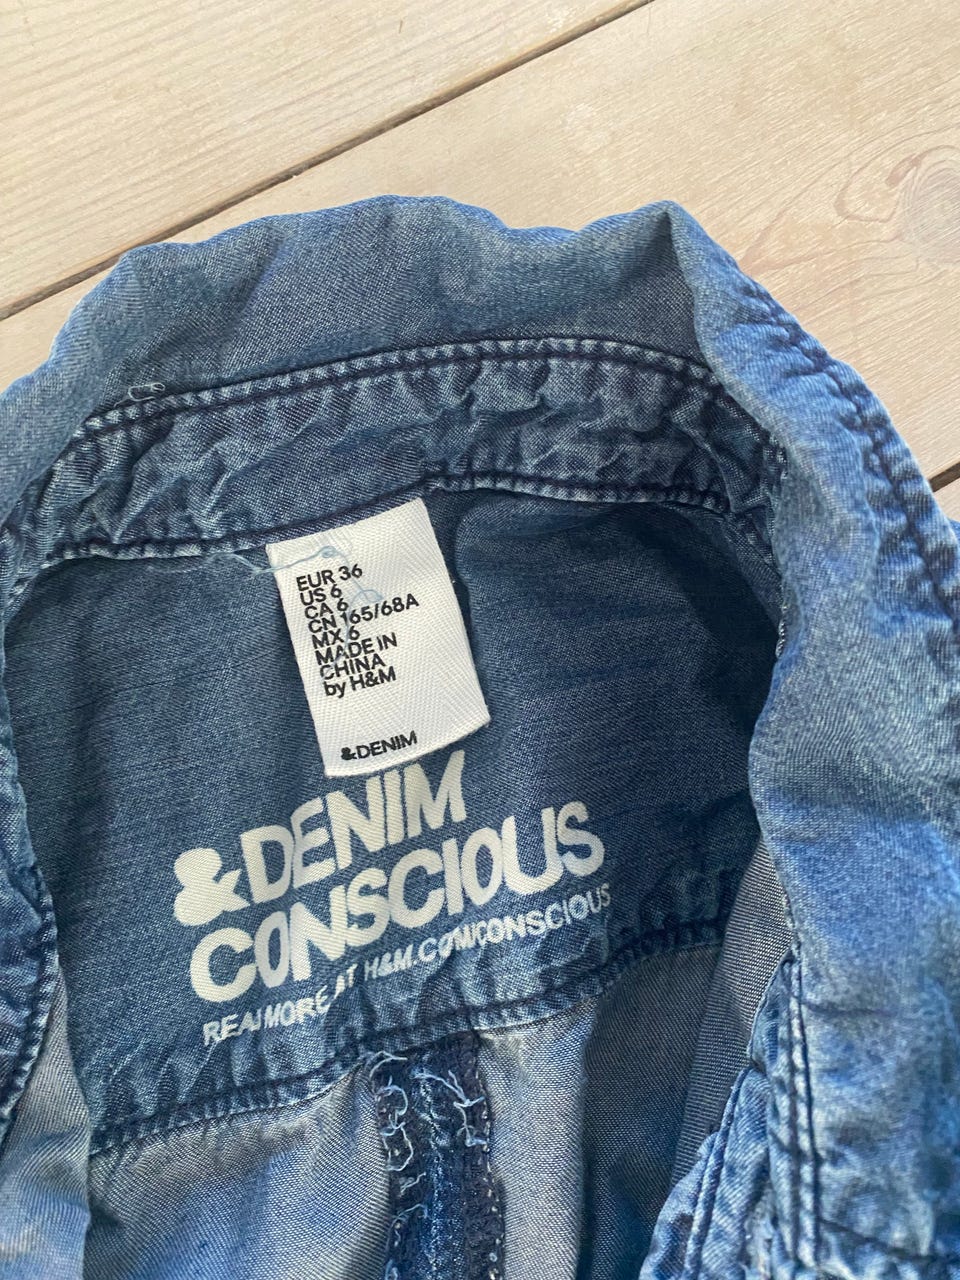 EUR 36
US 6
CA 6
CN 165/68A
MX 6
MADE IN
CHINA
by H&M
&DENIM
&DENIM
CONSCIOUS
READ MORE AT H&M.COM/CONSCIOUS